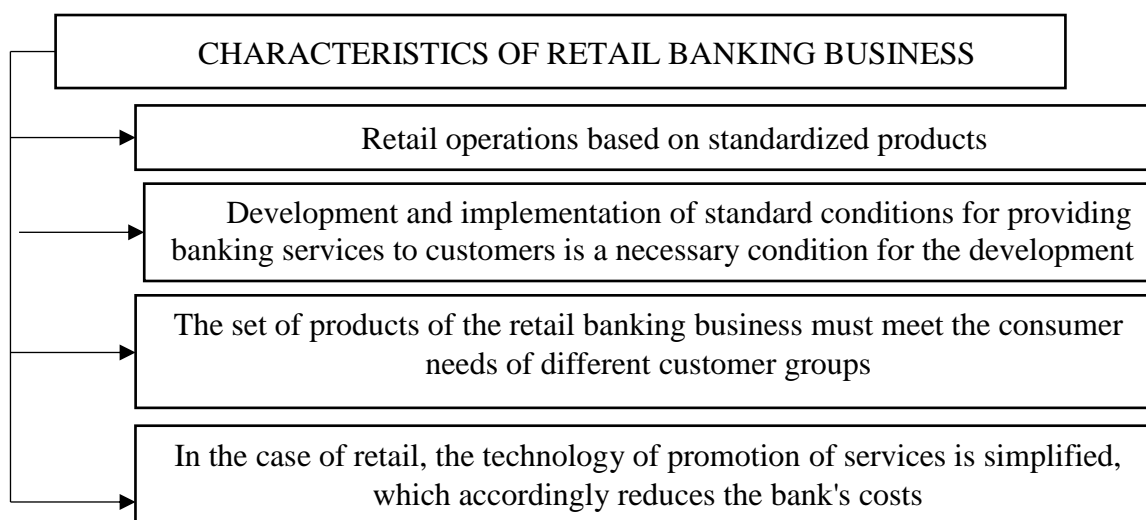 CHARACTERISTICS OF RETAIL BANKING BUSINESS
Retail operations based on standardized products
Development and implementation of standard conditions for providing
banking services to customers is a necessary condition for the development
The set of products of the retail banking business must meet the consumer
needs of different customer groups
In the case of retail, the technology of promotion of services is simplified,
which accordingly reduces the bank's costs